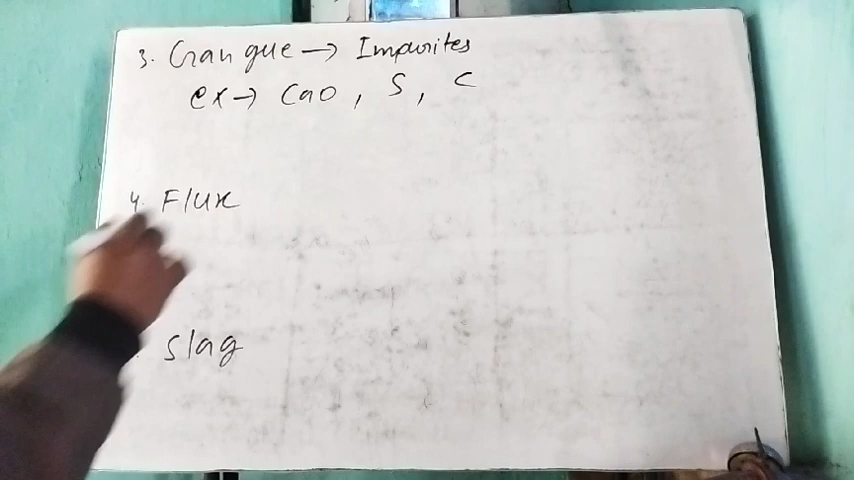 3. Gangue → Impurites
ex → CaO, S, C
4. Flux
Slag